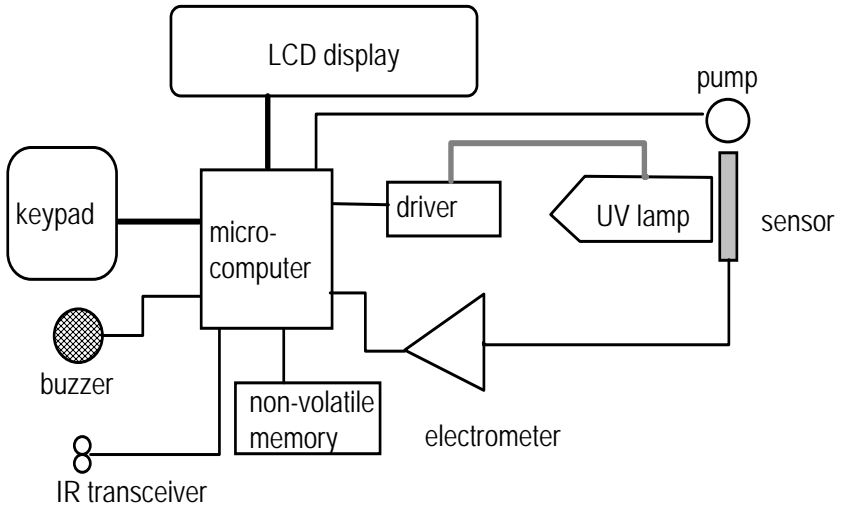 LCD display
pump
keypad
micro-
computer
driver
UV lamp
sensor
buzzer
non-volatile
memory
electrometer
IR transceiver